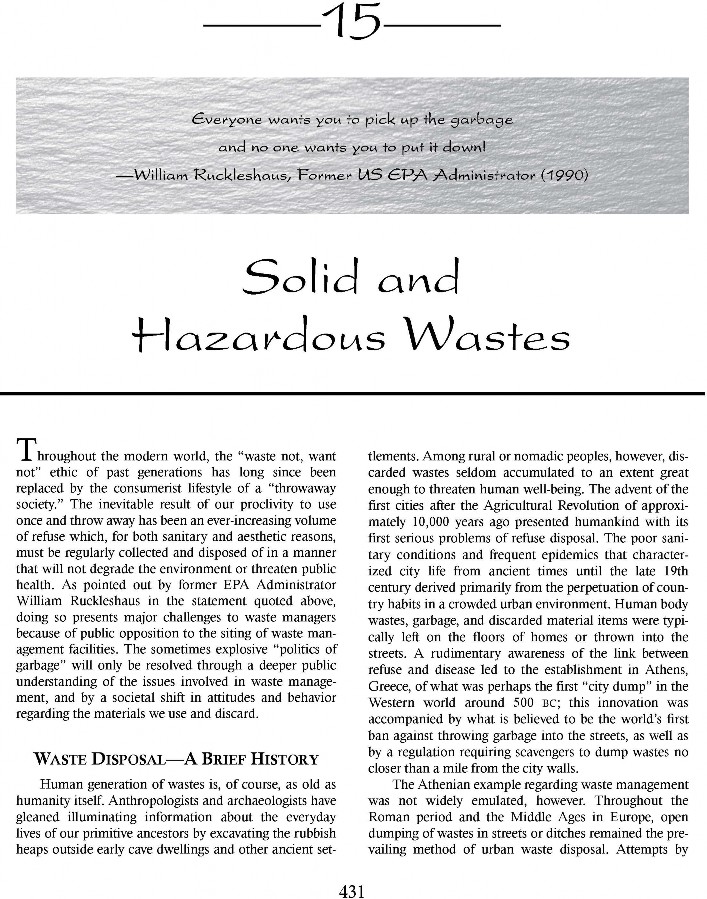 15
Everyone wants you to pick up the garbage
and no one wants you to put it down!
—William Ruckleshaus, Former US EPA Administrator (1990)
Solid and
Hazardous Wastes
Throughout the modern world, the “waste not, want
not” ethic of past generations has long since been
replaced by the consumerist lifestyle of a “throwaway
society.” The inevitable result of our proclivity to use
once and throw away has been an ever-increasing volume
of refuse which, for both sanitary and aesthetic reasons,
must be regularly collected and disposed of in a manner
that will not degrade the environment or threaten public
health. As pointed out by former EPA Administrator
William Ruckleshaus in the statement quoted above,
doing so presents major challenges to waste managers
because of public opposition to the siting of waste man-
agement facilities. The sometimes explosive “politics of
garbage” will only be resolved through a deeper public
understanding of the issues involved in waste manage-
ment, and by a societal shift in attitudes and behavior
regarding the materials we use and discard.
WASTE DISPOSAL—A BRIEF HISTORY
Human generation of wastes is, of course, as old as
humanity itself. Anthropologists and archaeologists have
gleaned illuminating information about the everyday
lives of our primitive ancestors by excavating the rubbish
heaps outside early cave dwellings and other ancient set-
tlements. Among rural or nomadic peoples, however, dis-
carded wastes seldom accumulated to an extent great
enough to threaten human well-being. The advent of the
first cities after the Agricultural Revolution of approxi-
mately 10,000 years ago presented humankind with its
first serious problems of refuse disposal. The poor sani-
tary conditions and frequent epidemics that character-
ized city life from ancient times until the late 19th
century derived primarily from the perpetuation of coun-
try habits in a crowded urban environment. Human body
wastes, garbage, and discarded material items were typi-
cally left on the floors of homes or thrown into the
streets. A rudimentary awareness of the link between
refuse and disease led to the establishment in Athens,
Greece, of what was perhaps the first “city dump” in the
Western world around 500 BC; this innovation was
accompanied by what is believed to be the world’s first
ban against throwing garbage into the streets, as well as
by a regulation requiring scavengers to dump wastes no
closer than a mile from the city walls.
The Athenian example regarding waste management
was not widely emulated, however. Throughout the
Roman period and the Middle Ages in Europe, open
dumping of wastes in streets or ditches remained the pre-
vailing method of urban waste disposal. Attempts by
431